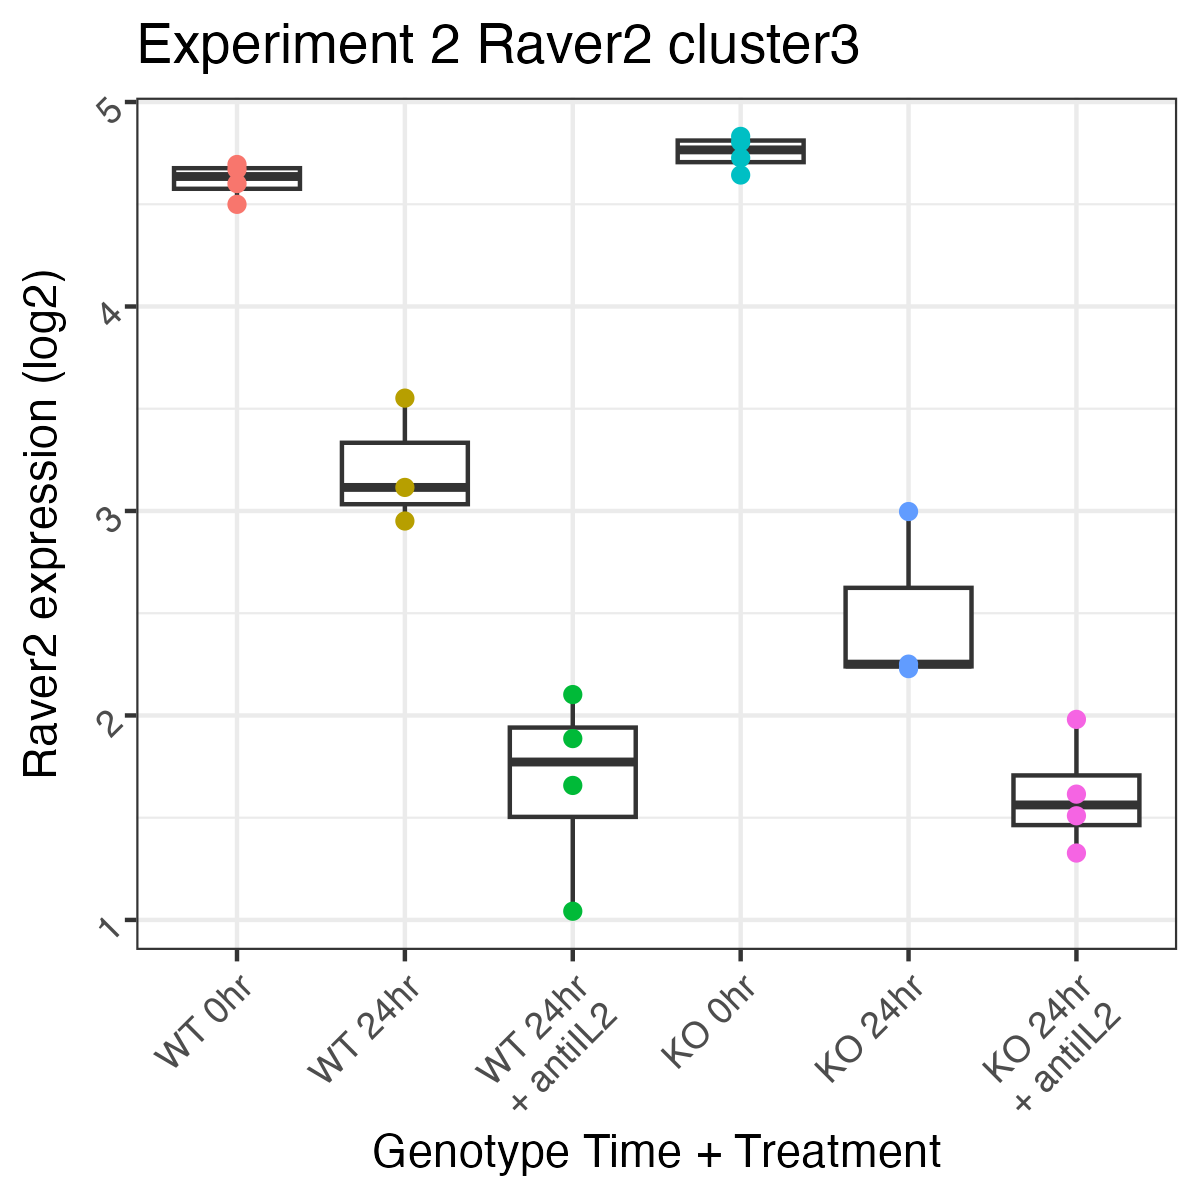 Experiment 2 Raver2 cluster3
Raver2 expression (log2)
5
4
3
2
1
WT 0hr
WT 24hr
WT 24hr
+ antiIL2
KO 0hr
KO 24hr
KO 24hr
+ antiIL2
Genotype Time + Treatment